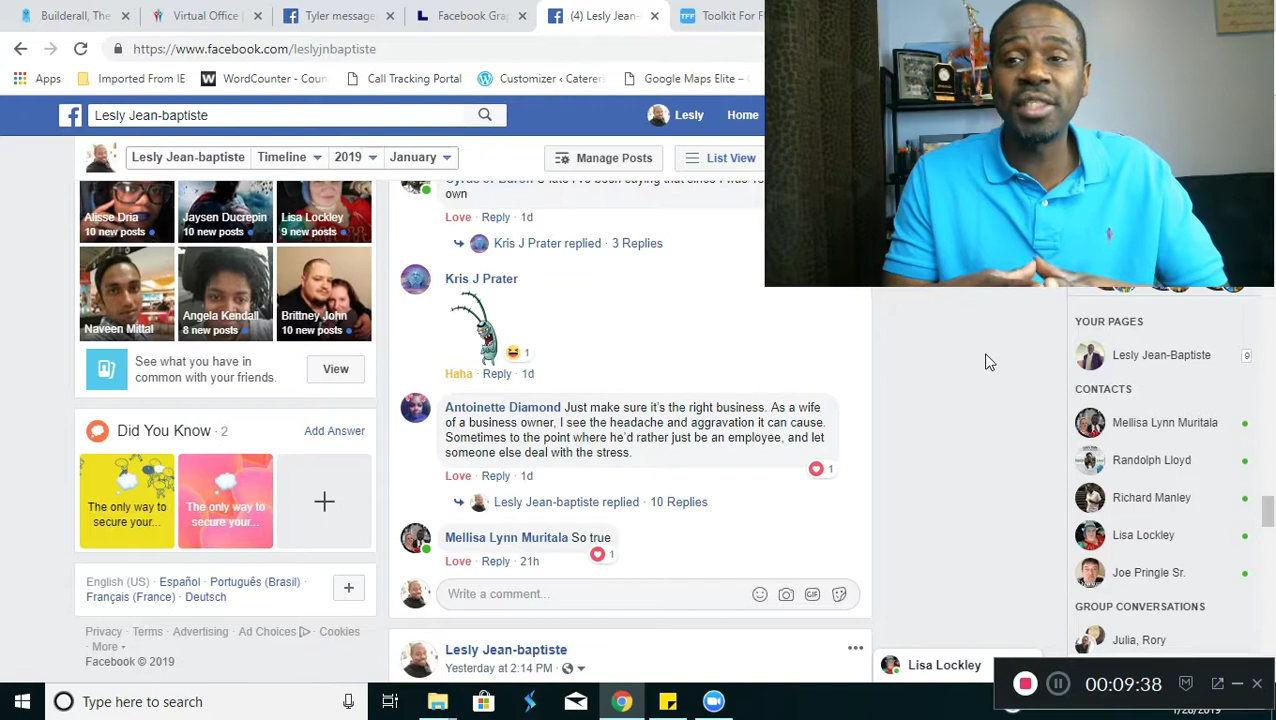 Builderall, The
Virtual Office
Tyler message
Facebook Gra
(4) Lesly Jean-
Toolkit For F
https://www.facebook.com/leslyjnbaptiste
Apps
Imported From IE
WordCounter - Coun
Call Tracking Portal
Customizer ‹ Caterers
Google Maps Elite –
Lesly Jean-baptiste
Lesly
Home
Lesly Jean-baptiste
Timeline
2019
January
Manage Posts
List View
own
Love · Reply · 1d
Kris J Prater replied · 3 Replies
Kris J Prater
1
Haha · Reply · 1d
Antoinette Diamond Just make sure it's the right business. As a wife
of a business owner, I see the headache and aggravation it can cause.
Sometimes to the point where he'd rather just be an employee, and let
someone else deal with the stress.
1
Love · Reply · 1d
Lesly Jean-baptiste replied · 10 Replies
Mellisa Lynn Muritala So true
1
Love · Reply · 21h
Write a comment...
GIF
Lesly Jean-baptiste
Yesterday at 2:14 PM ·
Alisse Dria
10 new posts
Jaysen Ducrepin
10 new posts
Lisa Lockley
9 new posts
Naveen Mittal
Angela Kendall
8 new posts
Brittney John
10 new posts
See what you have in
common with your friends.
View
Did You Know · 2
Add Answer
The only way to
secure your...
The only way to
secure your...
English (US) · Español · Português (Brasil) ·
Français (France) · Deutsch
Privacy · Terms · Advertising · Ad Choices · Cookies
· More
Facebook © 2019
YOUR PAGES
Lesly Jean-Baptiste
9
CONTACTS
Mellisa Lynn Muritala
Randolph Lloyd
Richard Manley
Lisa Lockley
Joe Pringle Sr.
GROUP CONVERSATIONS
Julia, Rory
Lisa Lockley
00:09:38
Type here to search